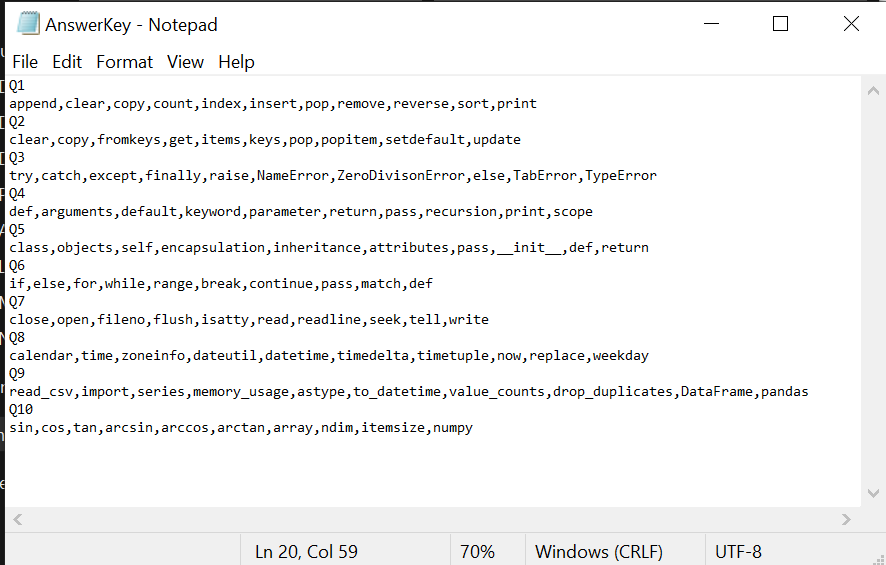 AnswerKey - Notepad
File Edit Format View Help
Q1
append,clear,copy,count,index,insert,pop,remove,reverse,sort,print
Q2
clear,copy,fromkeys,get,items,keys,pop,popitem,setdefault,update
Q3
try,catch,except,finally,raise,NameError,ZeroDivisonError,else,TabError,TypeError
Q4
def,arguments,default,keyword,parameter,return,pass,recursion,print,scope
Q5
class,objects,self,encapsulation,inheritance,attributes,pass,__init__,def,return
Q6
if,else,for,while,range,break,continue,pass,match,def
Q7
close,open,fileno,flush,isatty,read,readline,seek,tell,write
Q8
calendar,time,zoneinfo,dateutil,datetime,timedelta,timetuple,now,replace,weekday
Q9
read_csv,import,series,memory_usage,astype,to_datetime,value_counts,drop_duplicates,DataFrame,pandas
Q10
sin,cos,tan,arcsin,arccos,arctan,array,ndim,itemsize,numpy
Ln 20, Col 59 70% Windows (CRLF) UTF-8